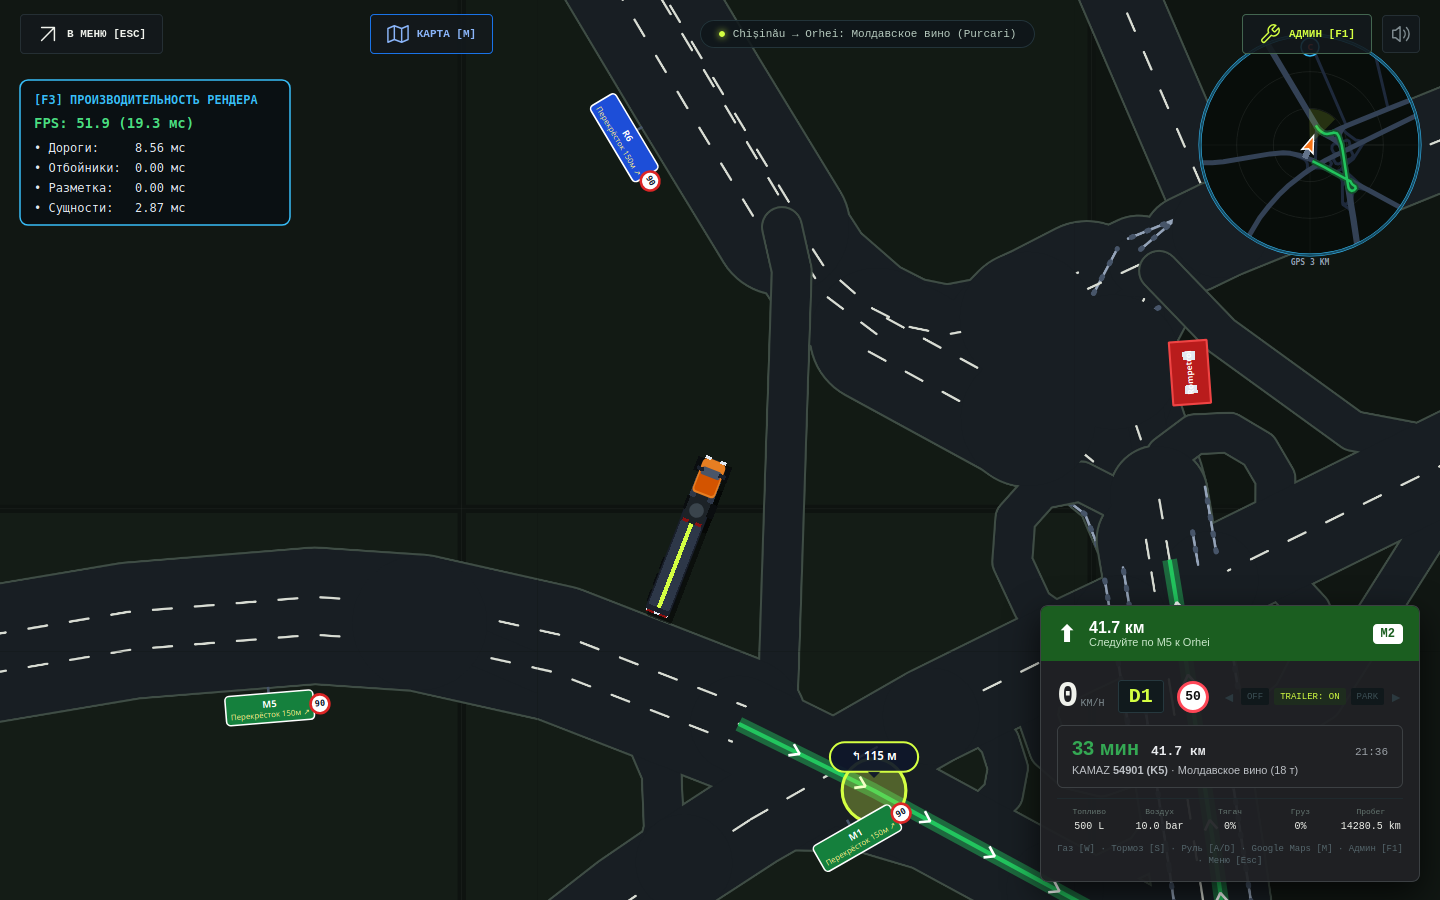 В МЕНЮ [ESC]
КАРТА [M]
Chișinău → Orhei: Молдавское вино (Purcari)
АДМИН [F1]
[F3] ПРОИЗВОДИТЕЛЬНОСТЬ РЕНДЕРА
FPS: 51.9 (19.3 мс)
• Дороги: 8.56 мс
• Отбойники: 0.00 мс
• Разметка: 0.00 мс
• Сущности: 2.87 мс
R6
Перекрёсток 150м ↗
90
GPS 3 KM
M5
Перекрёсток 150м ↗
90
↰ 115 м
M1
Перекрёсток 150м ↗
90
41.7 км
Следуйте по M5 к Orhei
M2
0 KM/H
D1
50
◀ OFF TRAILER: ON PARK ▶
33 мин 41.7 км 21:36
KAMAZ 54901 (K5) · Молдавское вино (18 т)
Топливо Воздух Тягач Груз Пробег
500 L 10.0 bar 0% 0% 14280.5 km
Газ [W] · Тормоз [S] · Руль [A/D] · Google Maps [M] · Админ [F1]
· Меню [Esc]